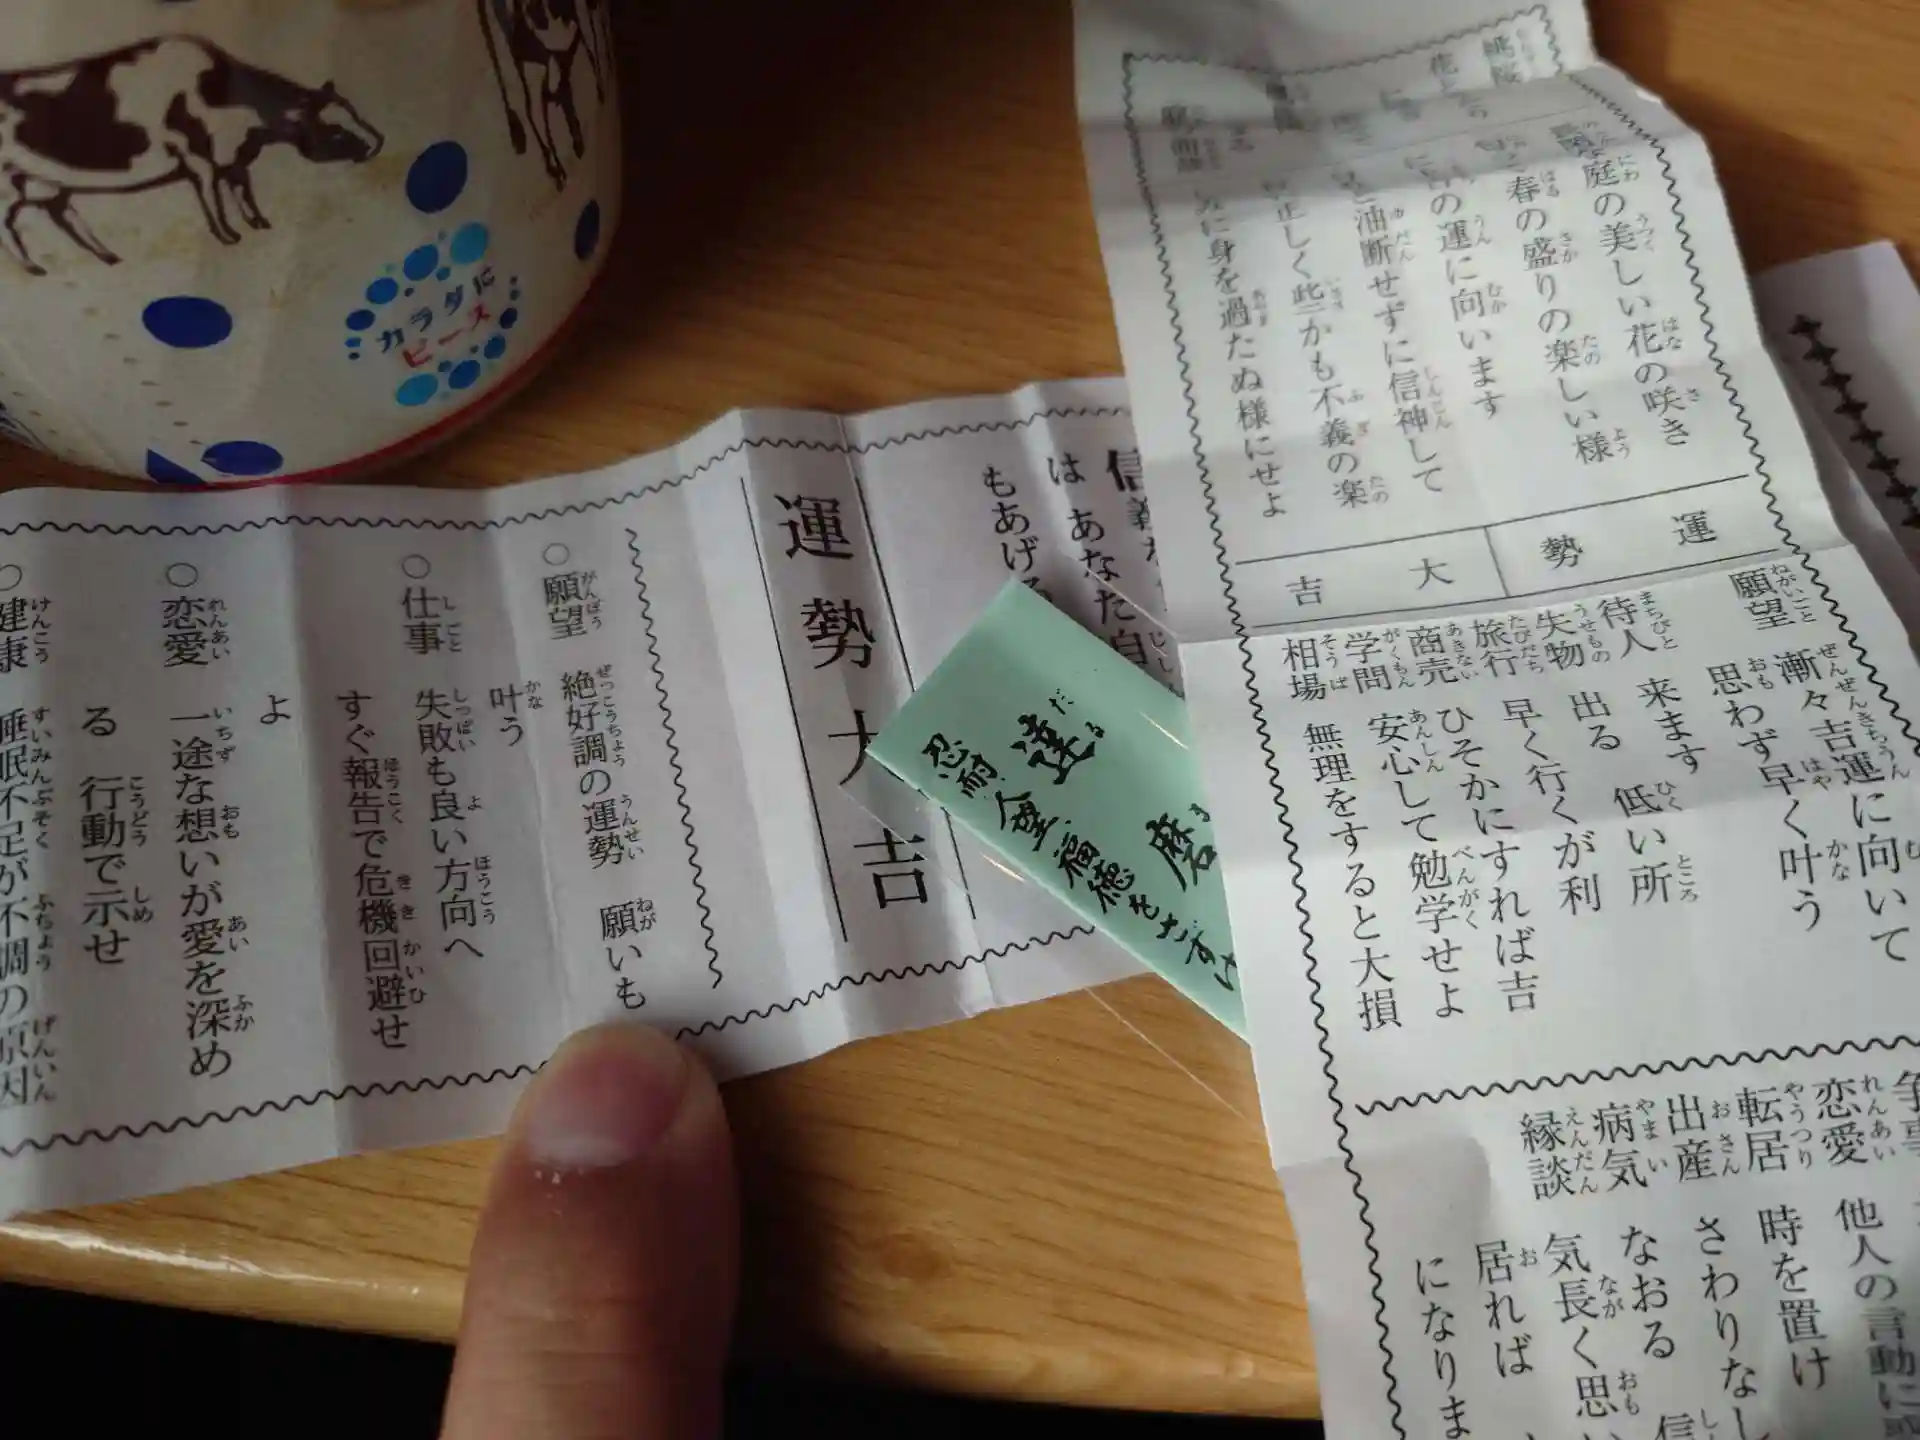 カラダに
ピース
庭の美しい花の咲き
春の盛りの楽しい様
の運に向います
油断せずに信神して
正しく些かも不義の楽
みに身を過たぬ様にせよ
運勢 大吉
願望 漸々吉運に向いて
思わず早く叶う
待人 来ます
失物 出る 低い所
旅行 早く行くが利
商売 ひそかにすれば吉
学問 安心して勉学せよ
相場 無理をすると大損
争事 他人の言動に
恋愛 時を置け
転居 さわりなし
出産 なおる
病気 気長く思
縁談 居れば
になりま
は あなた自
もあげ
運勢大吉
○願望 絶好調の運勢 願いも
叶う
○仕事 失敗も良い方向へ
すぐ報告で危機回避せ
よ
○恋愛 一途な想いが愛を深め
る 行動で示せ
○健康 睡眠不足が不調の原因
達磨
忍耐
福徳を